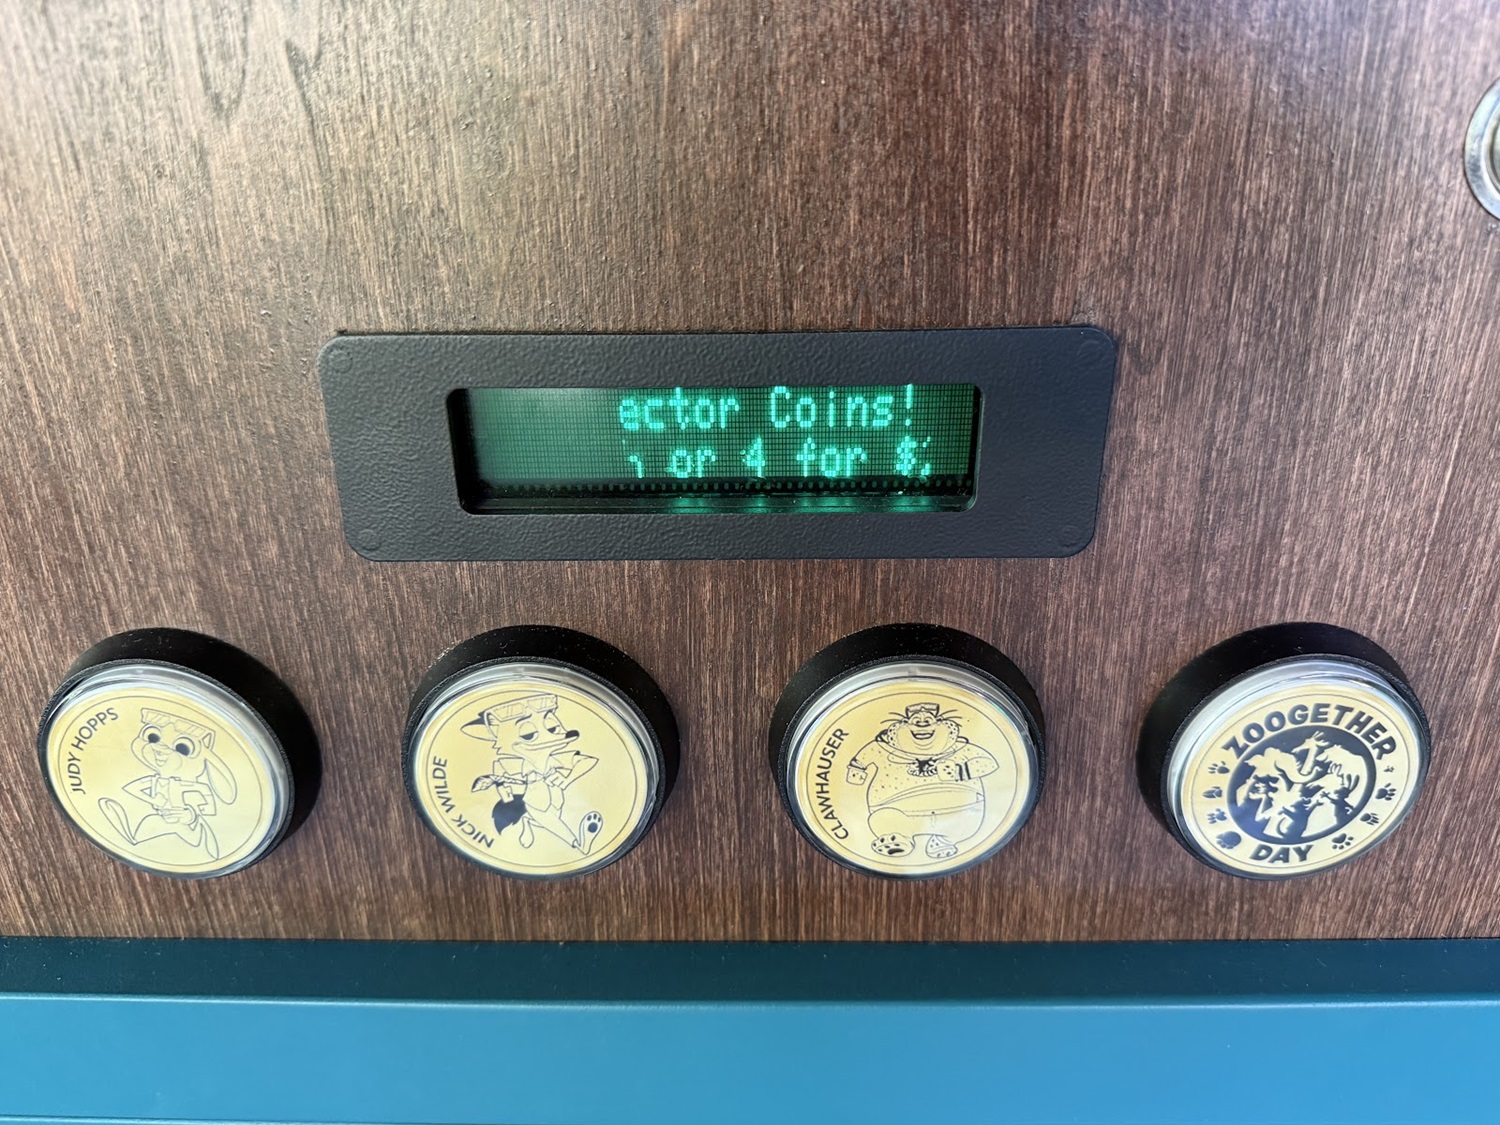 ector Coins!
or 4 for $
JUDY HOPPS
NICK WILDE
CLAWHAUSER
ZOOGETHER
DAY